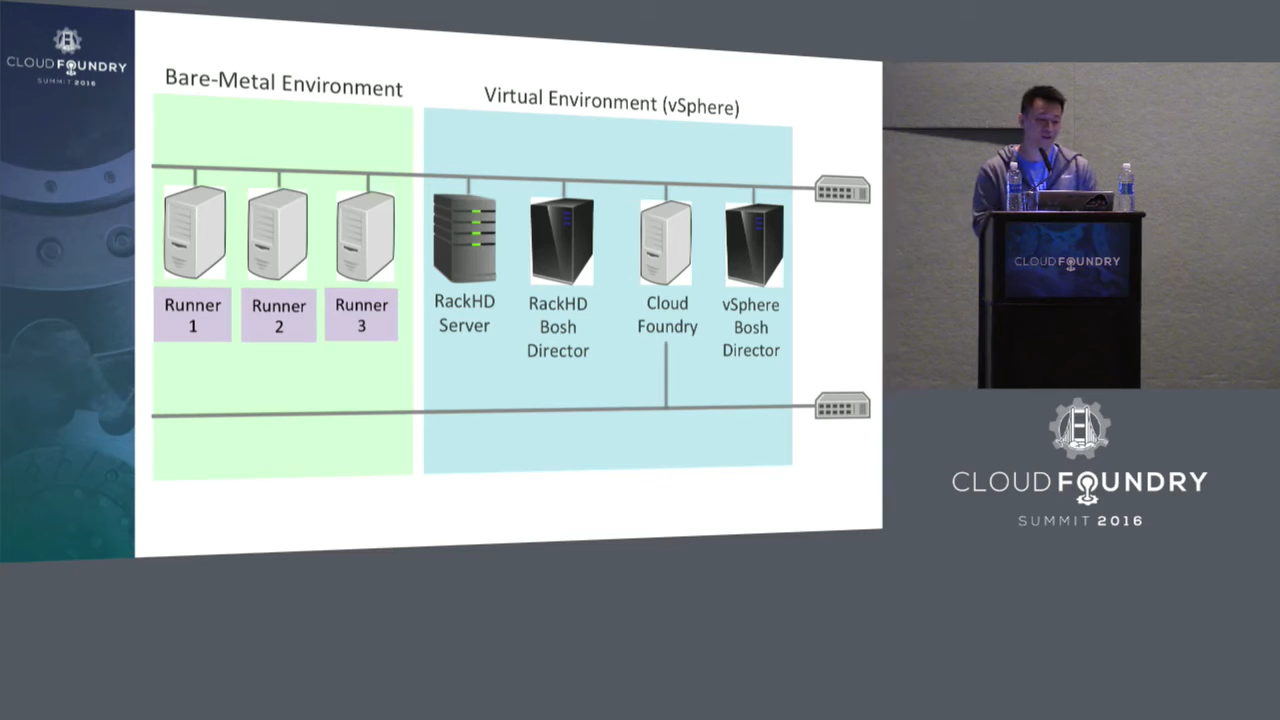 CLOUD FOUNDRY
SUMMIT 2016
Bare-Metal Environment
Virtual Environment (vSphere)
Runner
1
Runner
2
Runner
3
RackHD
Server
RackHD
Bosh
Director
Cloud
Foundry
vSphere
Bosh
Director
CLOUD FOUNDRY
CLOUD FOUNDRY
SUMMIT 2016